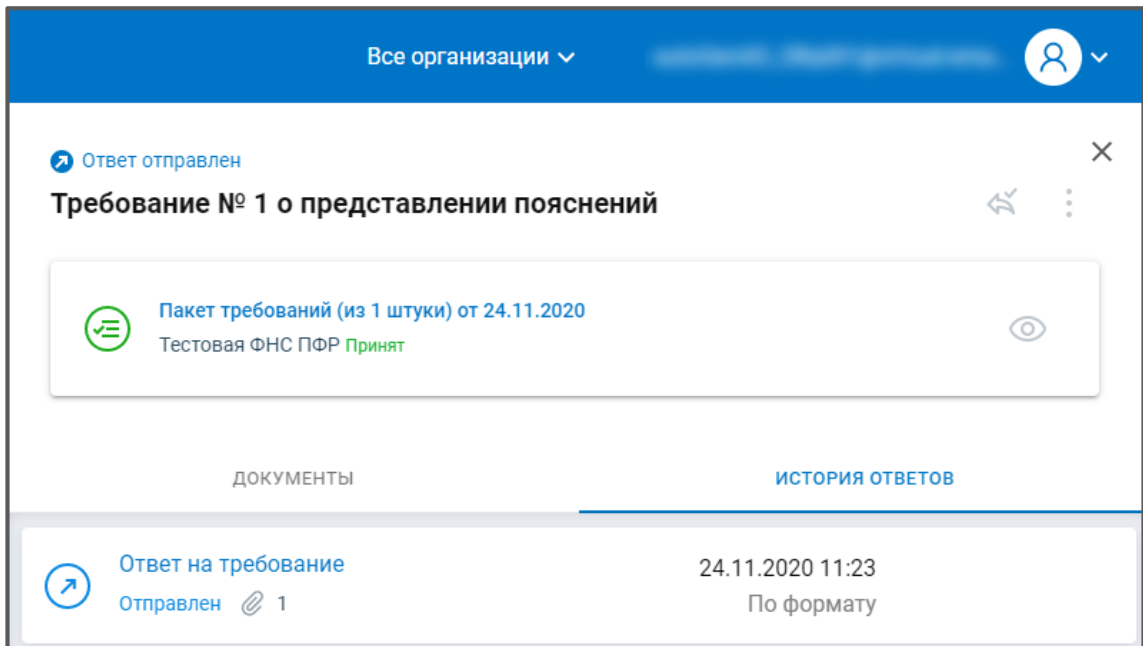 Все организации
Ответ отправлен
Требование № 1 о представлении пояснений
Пакет требований (из 1 штуки) от 24.11.2020
Тестовая ФНС ПФР Принят
ДОКУМЕНТЫ ИСТОРИЯ ОТВЕТОВ
Ответ на требование 24.11.2020 11:23
Отправлен 1 По формату